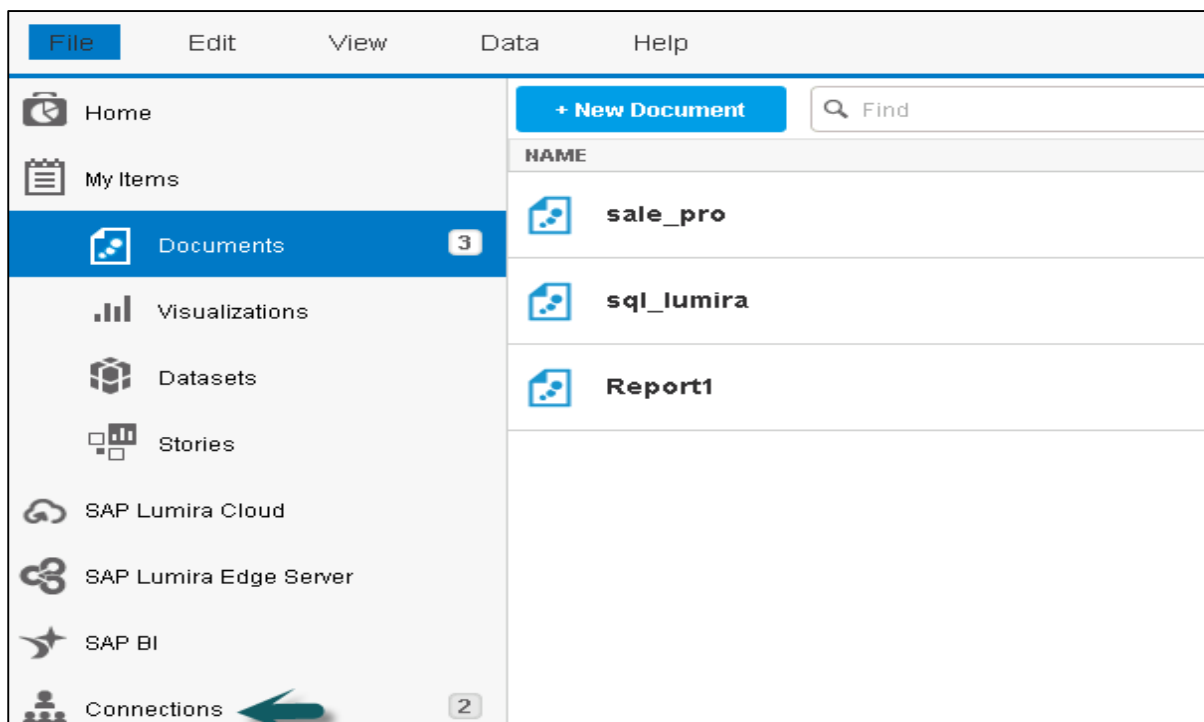 File Edit View Data Help
Home
My Items
Documents 3
Visualizations
Datasets
Stories
SAP Lumira Cloud
SAP Lumira Edge Server
SAP BI
Connections 2
+ New Document Find
NAME
sale_pro
sql_lumira
Report1